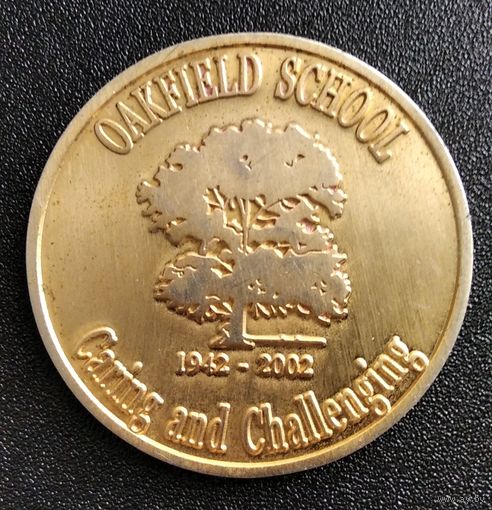 OAKFIELD SCHOOL
1942 - 2002
Caring and Challenging